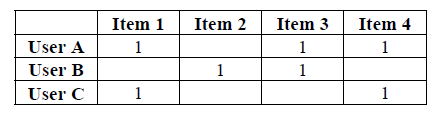 Item 1 Item 2 Item 3 Item 4
User A 1 1 1
User B 1 1
User C 1 1